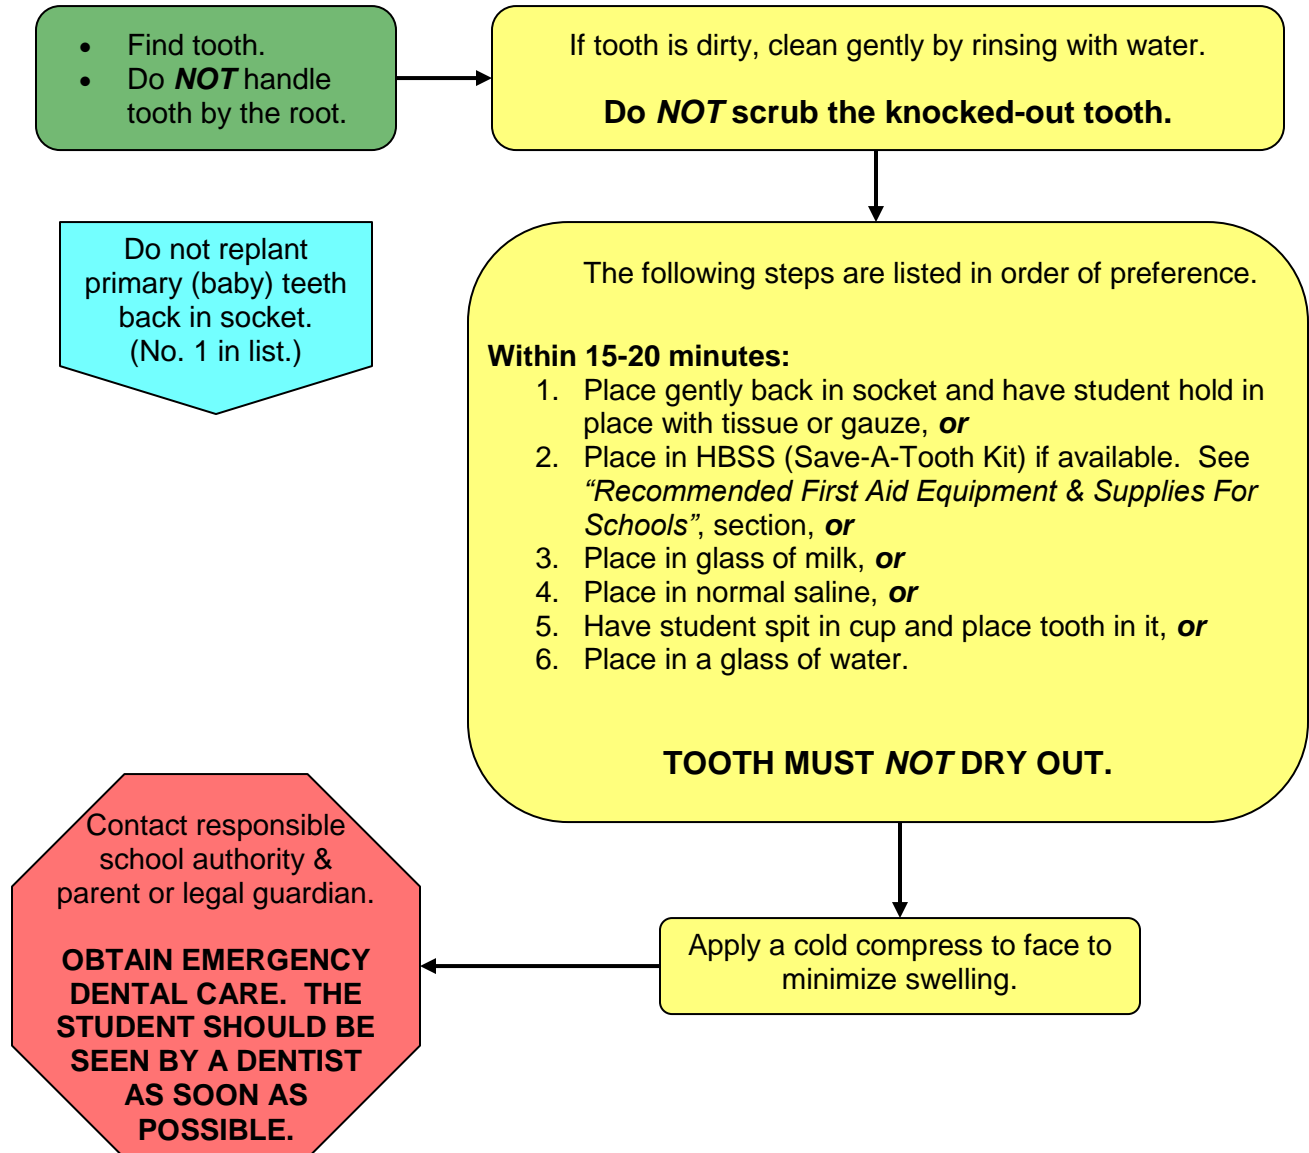 • Find tooth.
• Do NOT handle
tooth by the root.
If tooth is dirty, clean gently by rinsing with water.
Do NOT scrub the knocked-out tooth.
Do not replant
primary (baby) teeth
back in socket.
(No. 1 in list.)
The following steps are listed in order of preference.
Within 15-20 minutes:
1. Place gently back in socket and have student hold in
place with tissue or gauze, or
2. Place in HBSS (Save-A-Tooth Kit) if available. See
“Recommended First Aid Equipment & Supplies For
Schools”, section, or
3. Place in glass of milk, or
4. Place in normal saline, or
5. Have student spit in cup and place tooth in it, or
6. Place in a glass of water.
TOOTH MUST NOT DRY OUT.
Apply a cold compress to face to
minimize swelling.
Contact responsible
school authority &
parent or legal guardian.
OBTAIN EMERGENCY
DENTAL CARE. THE
STUDENT SHOULD BE
SEEN BY A DENTIST
AS SOON AS
POSSIBLE.